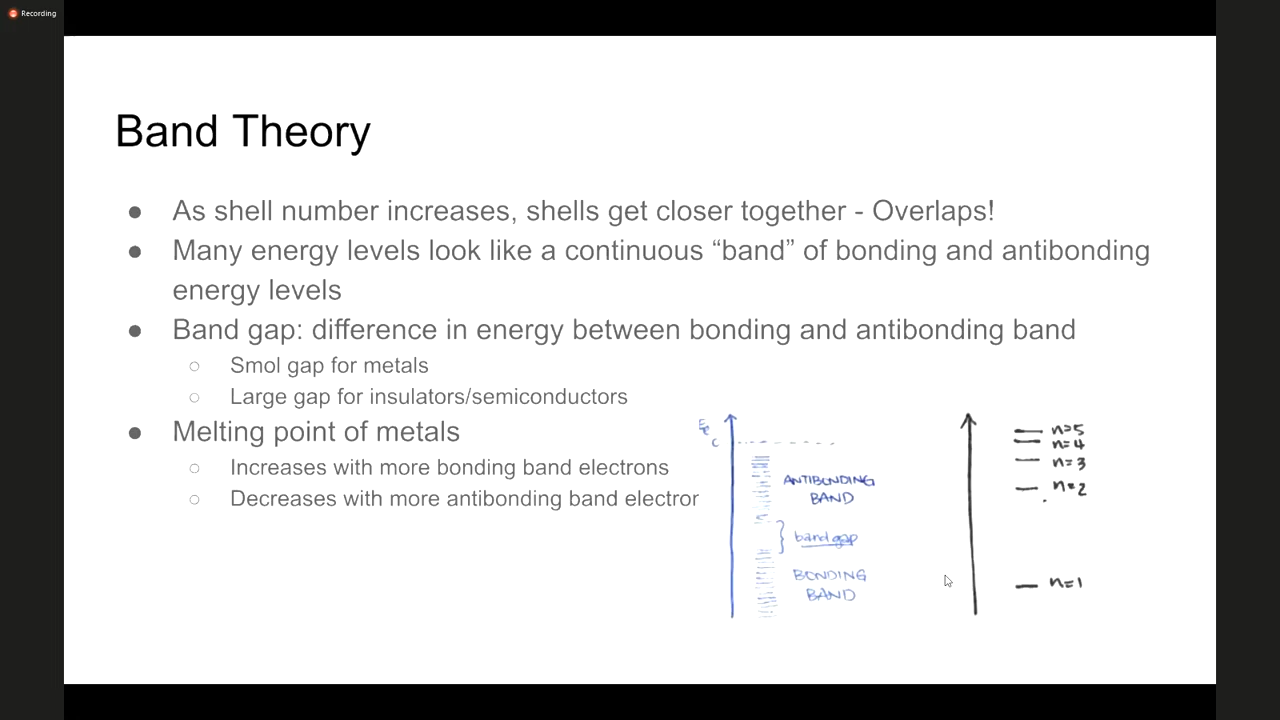 Recording
Band Theory
● As shell number increases, shells get closer together - Overlaps!
● Many energy levels look like a continuous “band” of bonding and antibonding
energy levels
● Band gap: difference in energy between bonding and antibonding band
○ Smol gap for metals
○ Large gap for insulators/semiconductors
● Melting point of metals
○ Increases with more bonding band electrons
○ Decreases with more antibonding band electror
ANTIBONDING
BAND
band gap
BONDING
BAND
n=5
n=4
n=3
n=2
n=1